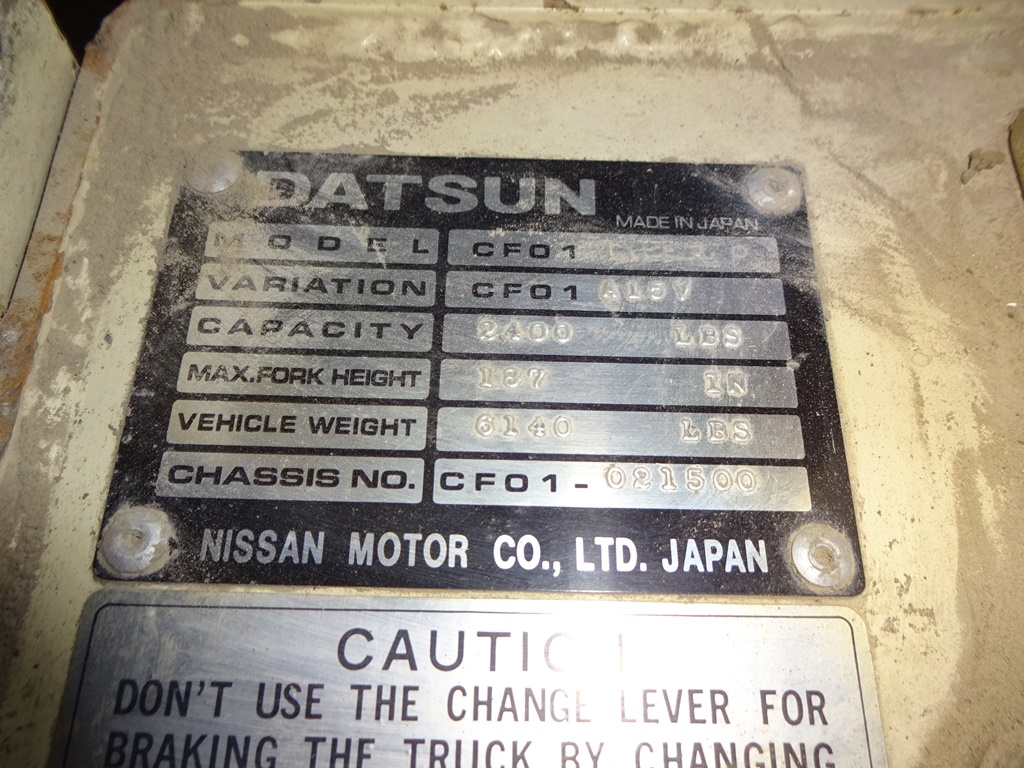 DATSUN
MADE IN JAPAN
MODEL CF01
VARIATION CF01 A15V
CAPACITY 2400 LBS
MAX.FORK HEIGHT 187 IN
VEHICLE WEIGHT 6140 LBS
CHASSIS NO. CF01-021500
NISSAN MOTOR CO., LTD. JAPAN
CAUTION
DON'T USE THE CHANGE LEVER FOR
BRAKING THE TRUCK BY CHANGING